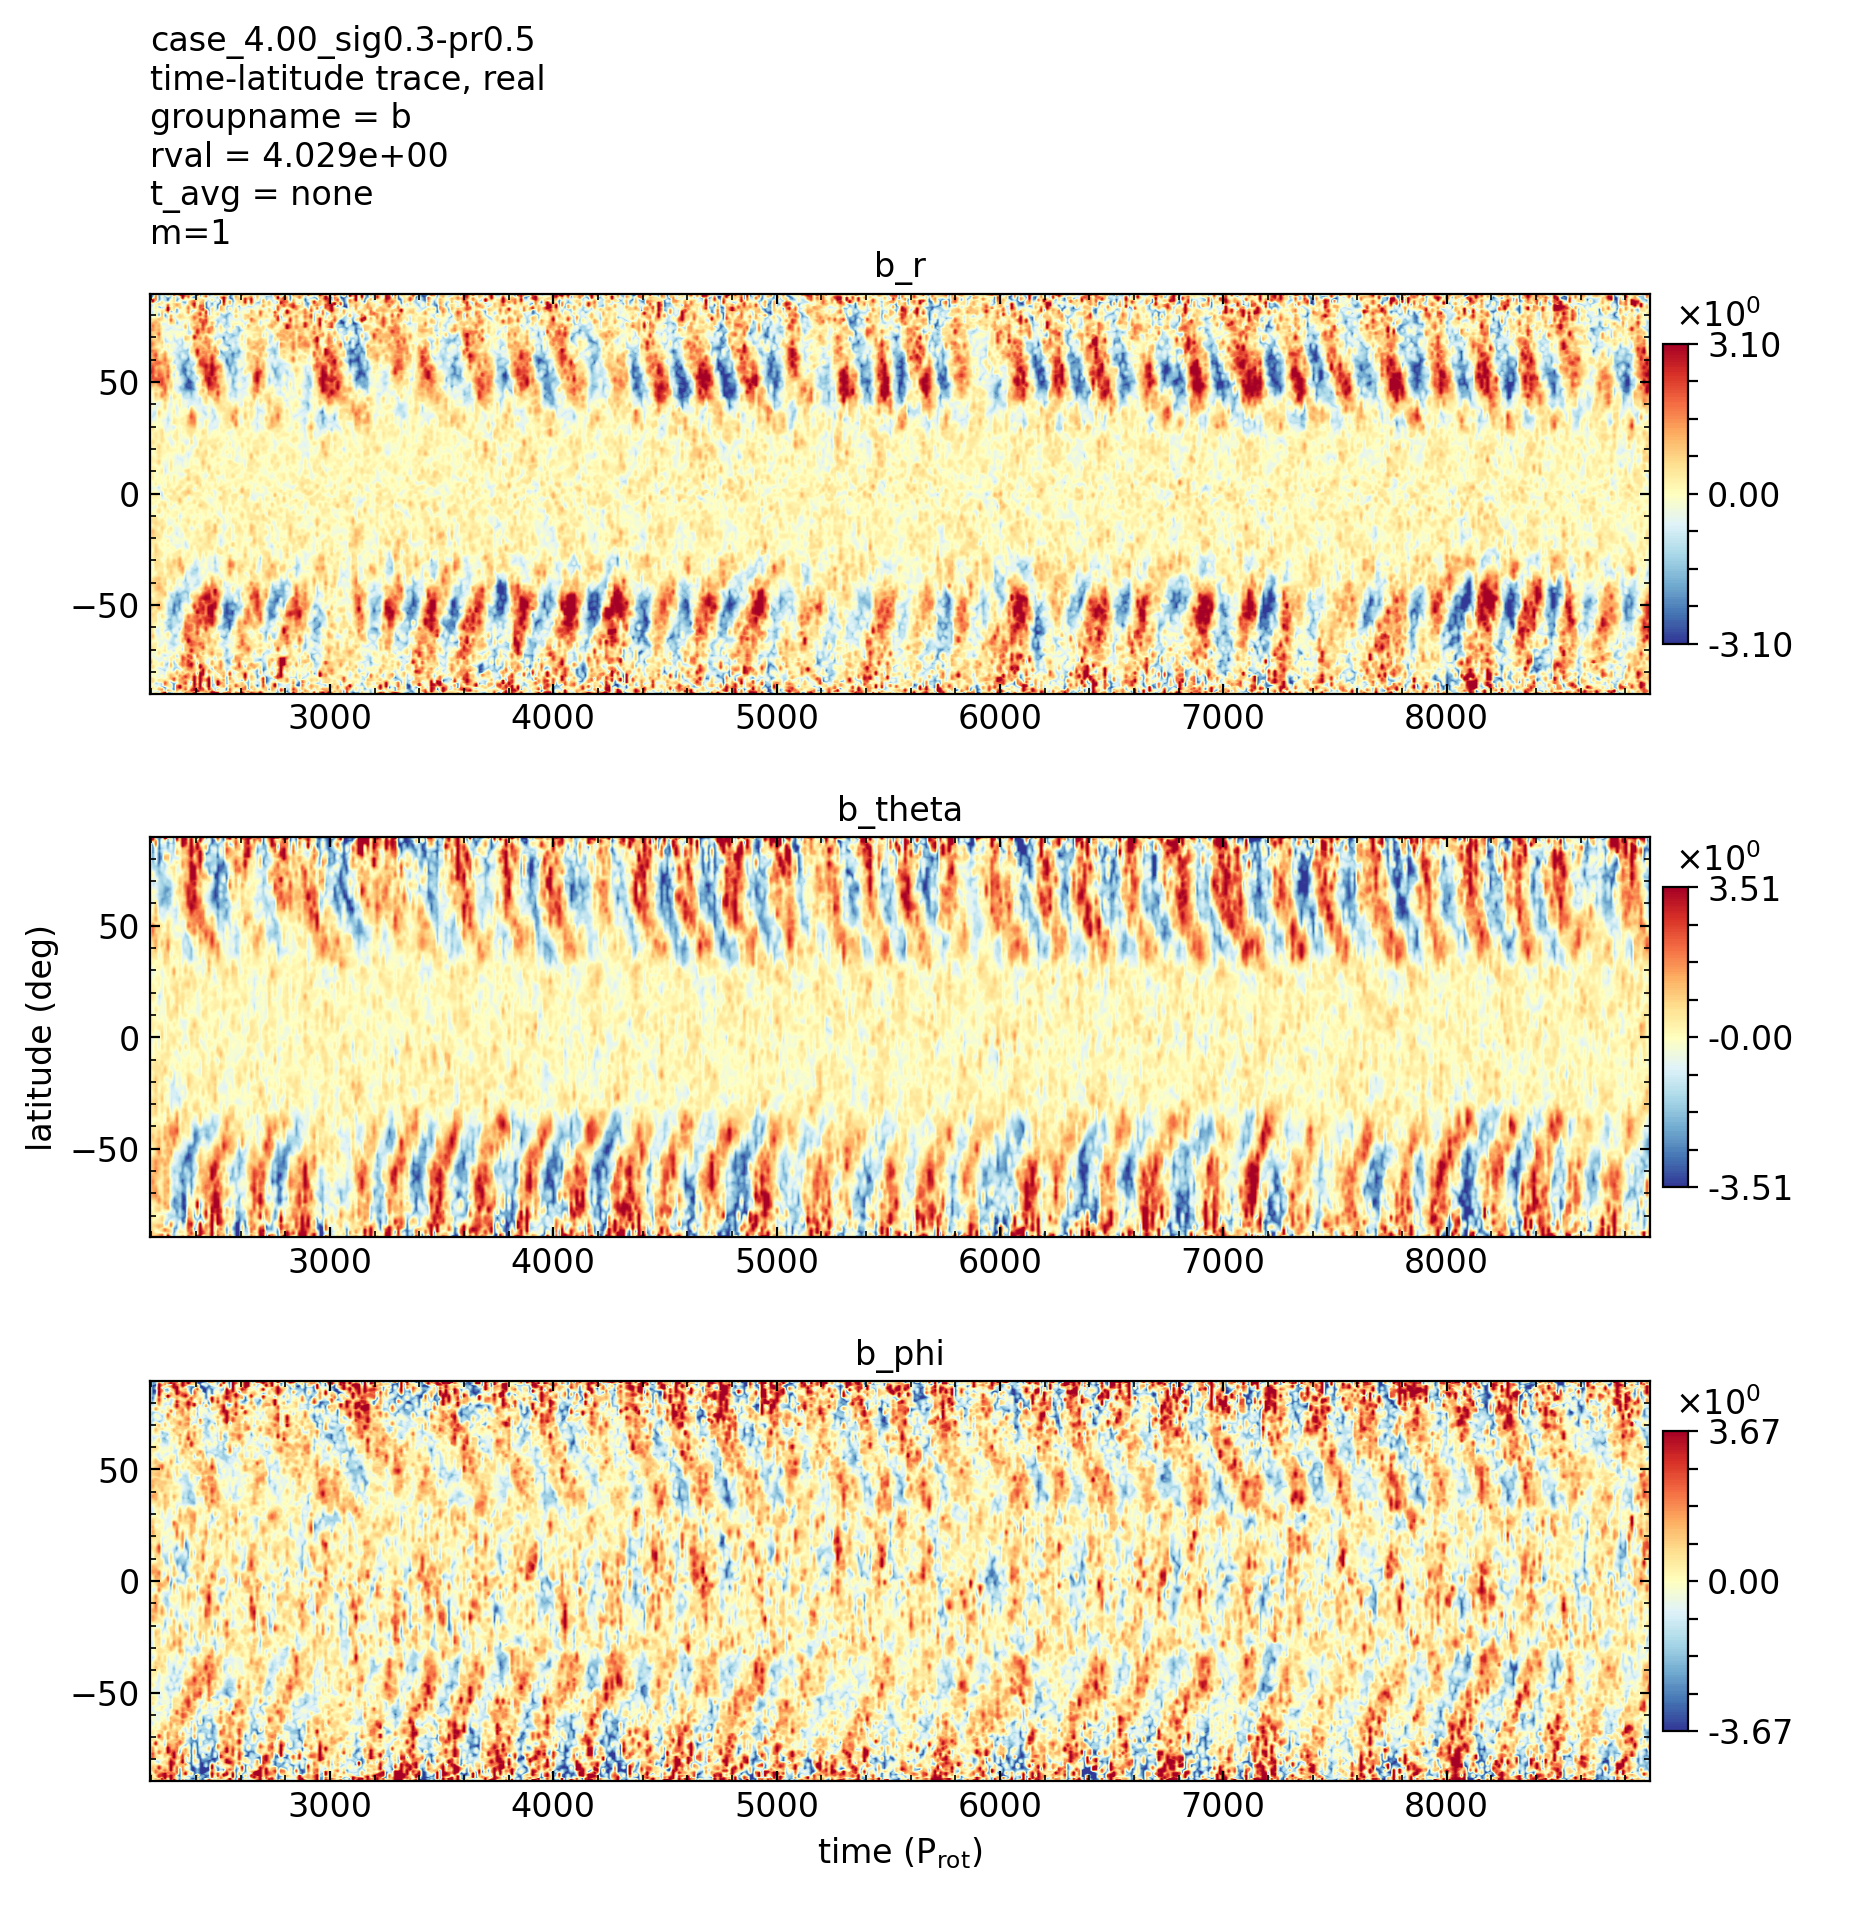 case_4.00_sig0.3-pr0.5
time-latitude trace, real
groupname = b
rval = 4.029e+00
t_avg = none
m=1
b_r
×10⁰
3.10
0.00
-3.10
50
0
−50
3000 4000 5000 6000 7000 8000
b_theta
×10⁰
3.51
-0.00
-3.51
50
0
−50
latitude (deg)
3000 4000 5000 6000 7000 8000
b_phi
×10⁰
3.67
0.00
-3.67
50
0
−50
3000 4000 5000 6000 7000 8000
time (P_rot)